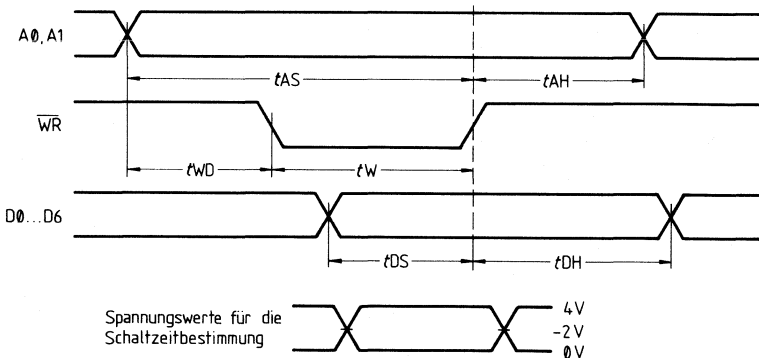 A0,A1
tAS
tAH
WR
tWD
tW
D0...D6
tDS
tDH
Spannungswerte für die
Schaltzeitbestimmung
4V
-2V
0V